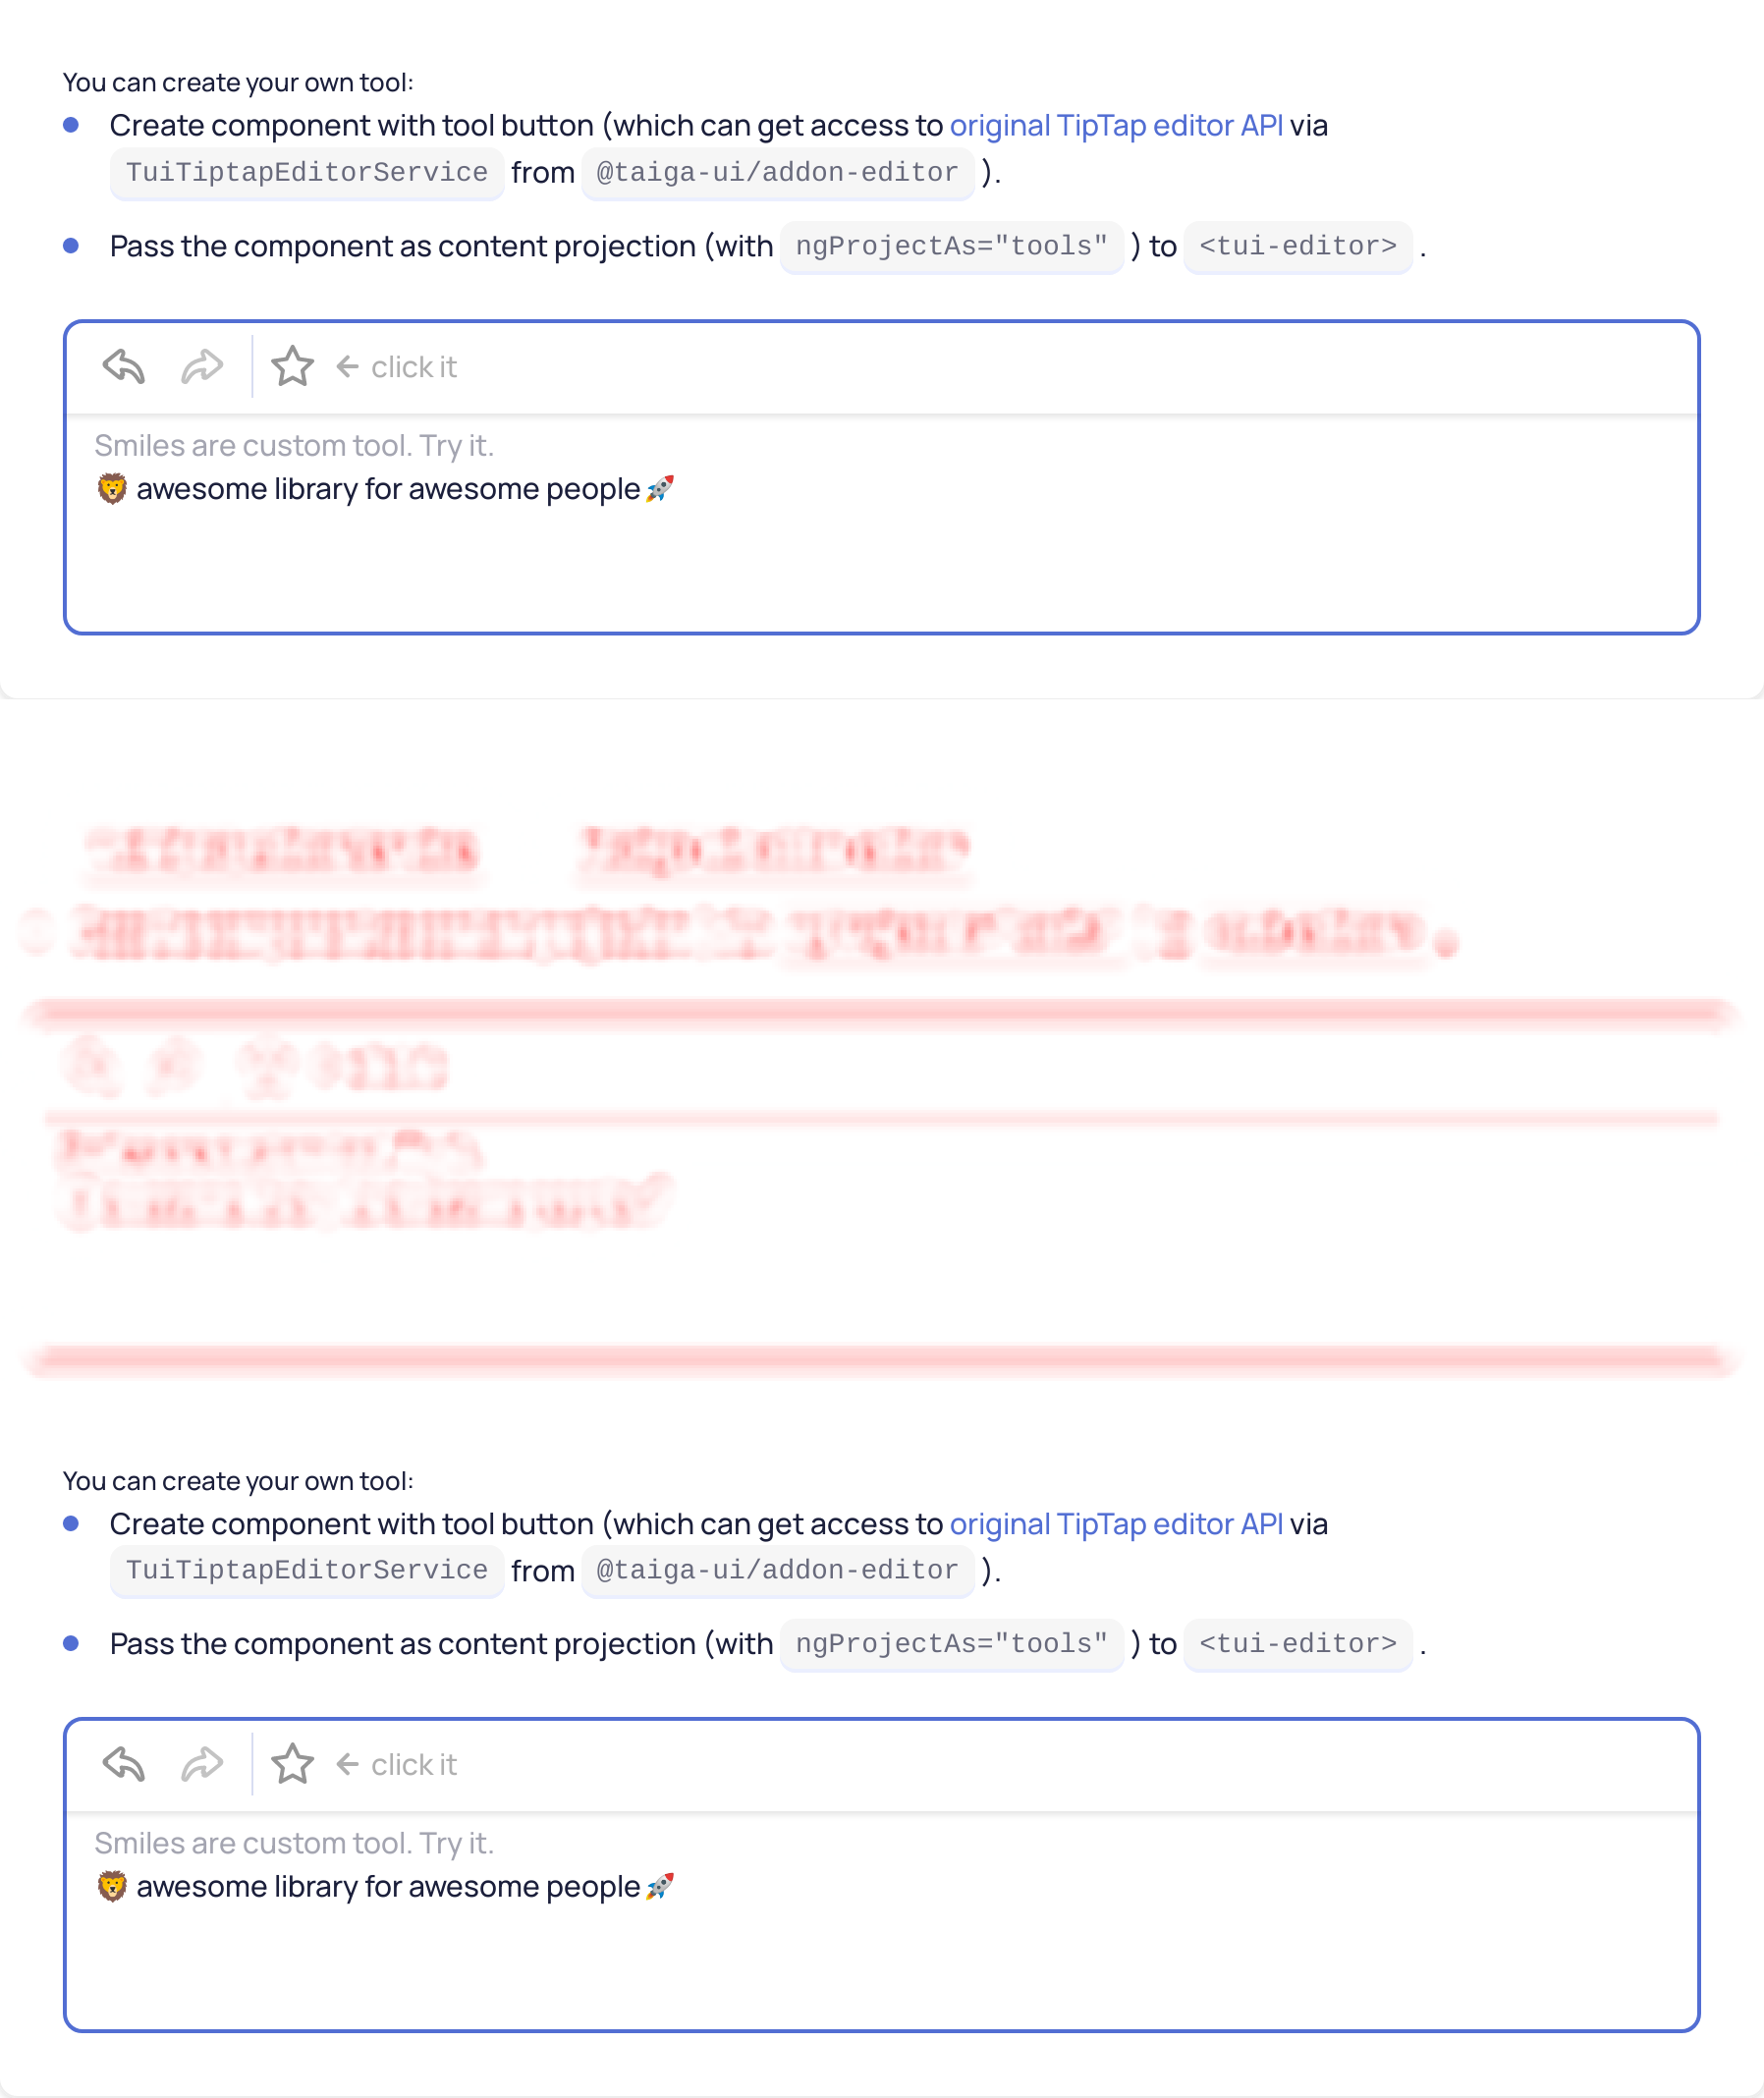 You can create your own tool:
Create component with tool button (which can get access to original TipTap editor API via
TuiTiptapEditorService from @taiga-ui/addon-editor ).
Pass the component as content projection (with ngProjectAs="tools" ) to <tui-editor> .
click it
Smiles are custom tool. Try it.
🦁 awesome library for awesome people🚀
You can create your own tool:
Create component with tool button (which can get access to original TipTap editor API via
TuiTiptapEditorService from @taiga-ui/addon-editor ).
Pass the component as content projection (with ngProjectAs="tools" ) to <tui-editor> .
click it
Smiles are custom tool. Try it.
🦁 awesome library for awesome people🚀